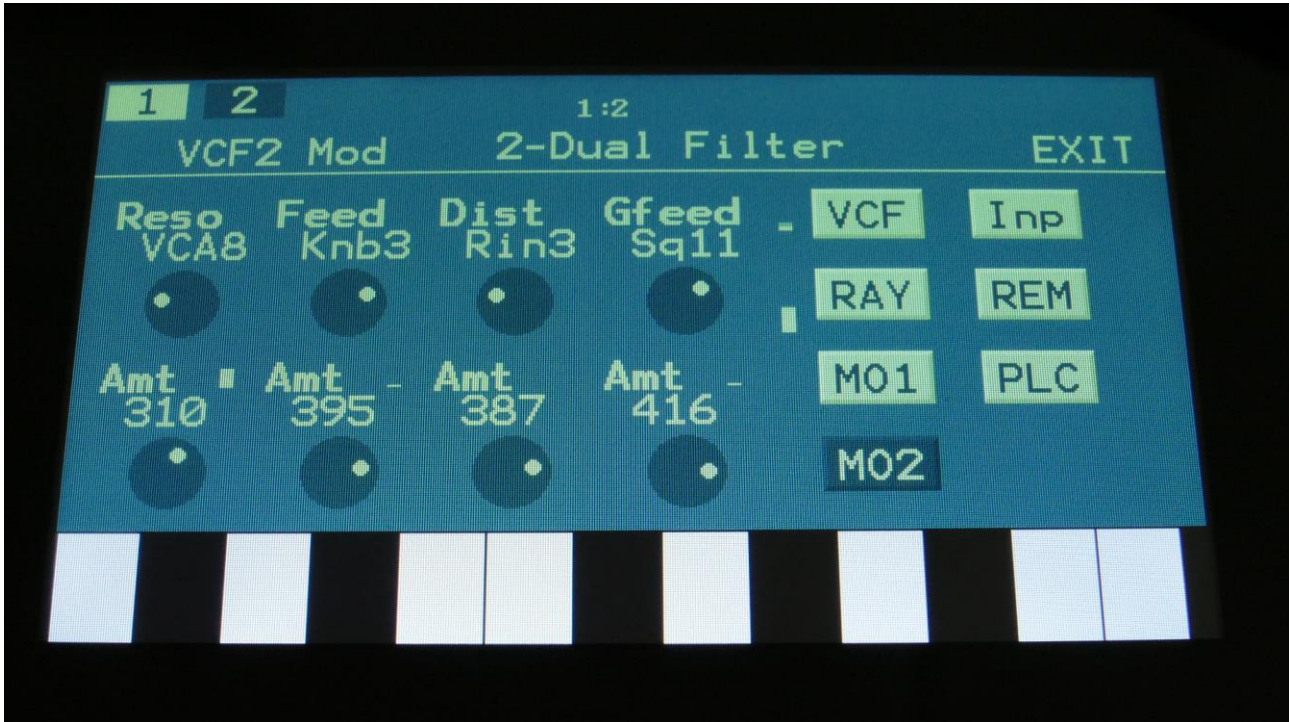 1 2 1:2
VCF2 Mod 2-Dual Filter EXIT
Reso Feed Dist Gfeed VCF Inp
VCA8 Knb3 Rin3 Sq11
RAY REM
Amt Amt Amt Amt MO1 PLC
310 395 387 416
MO2